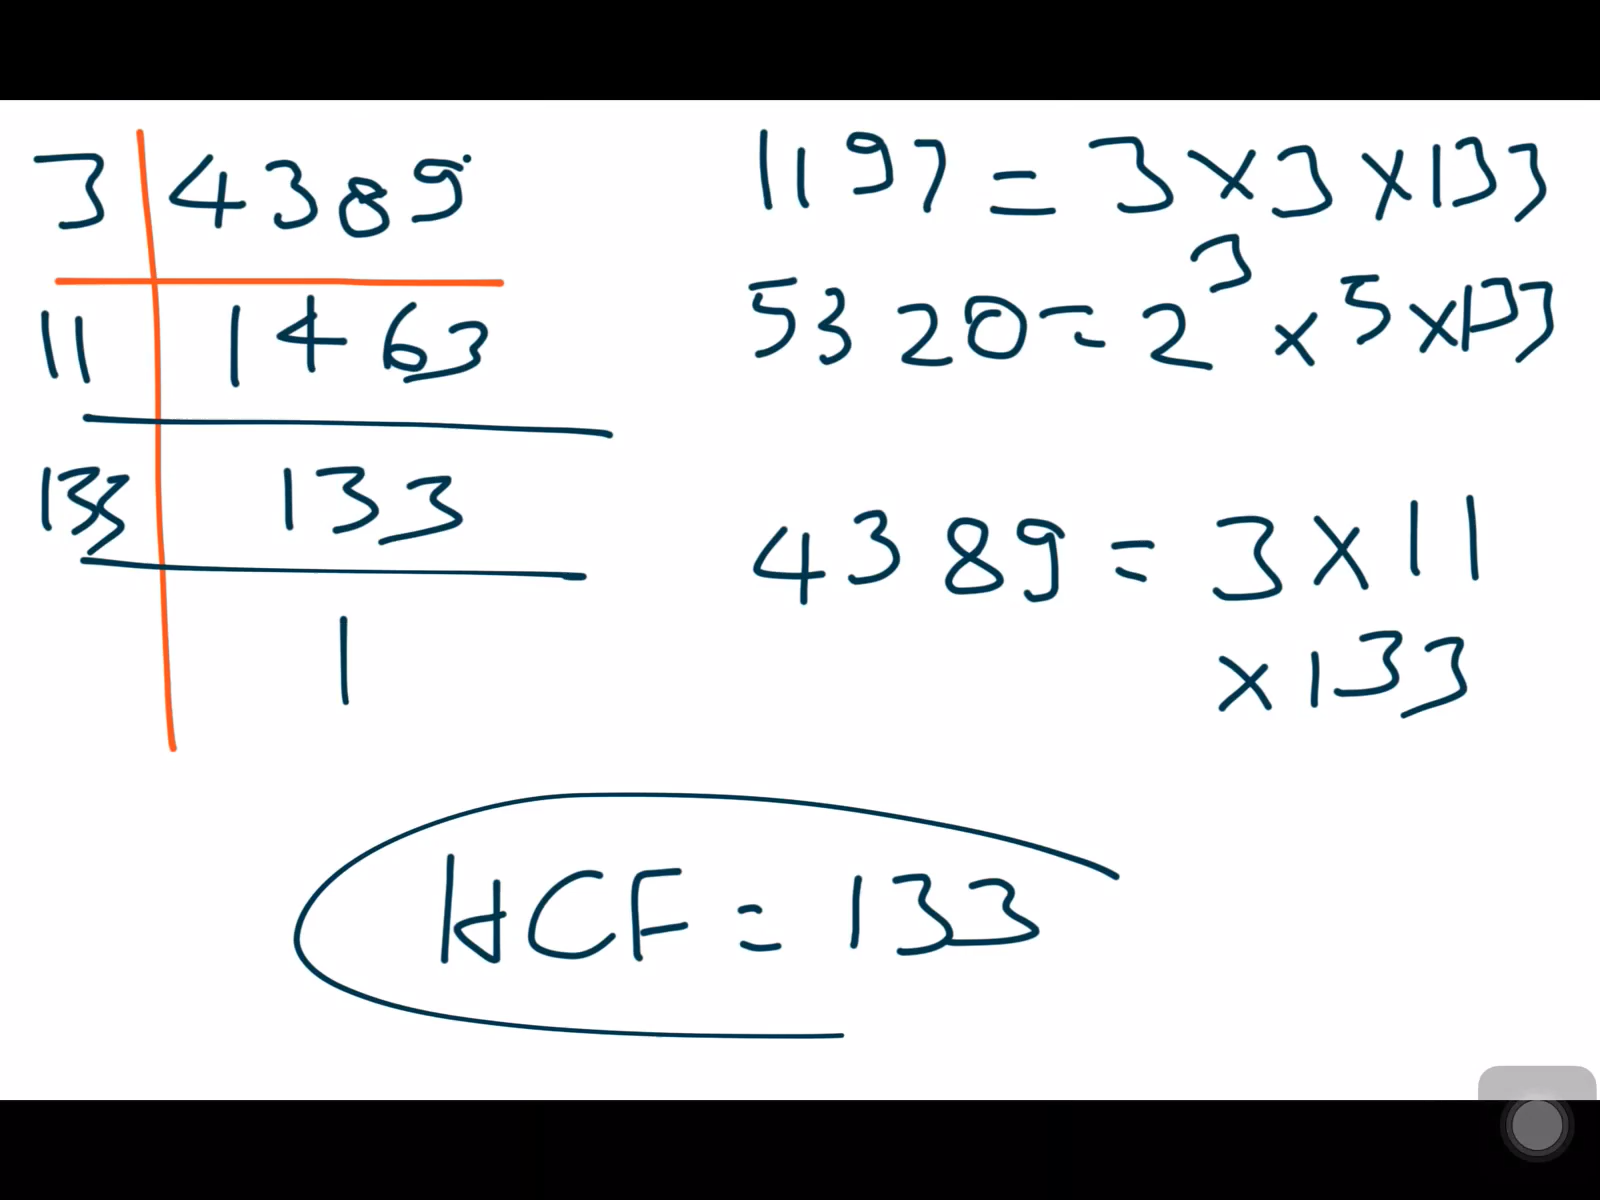 3 4389
11 1463
133 133
1
1197 = 3 × 3 × 133
5320 = 2³ × 5 × 133
4389 = 3 × 11
× 133
HCF = 133